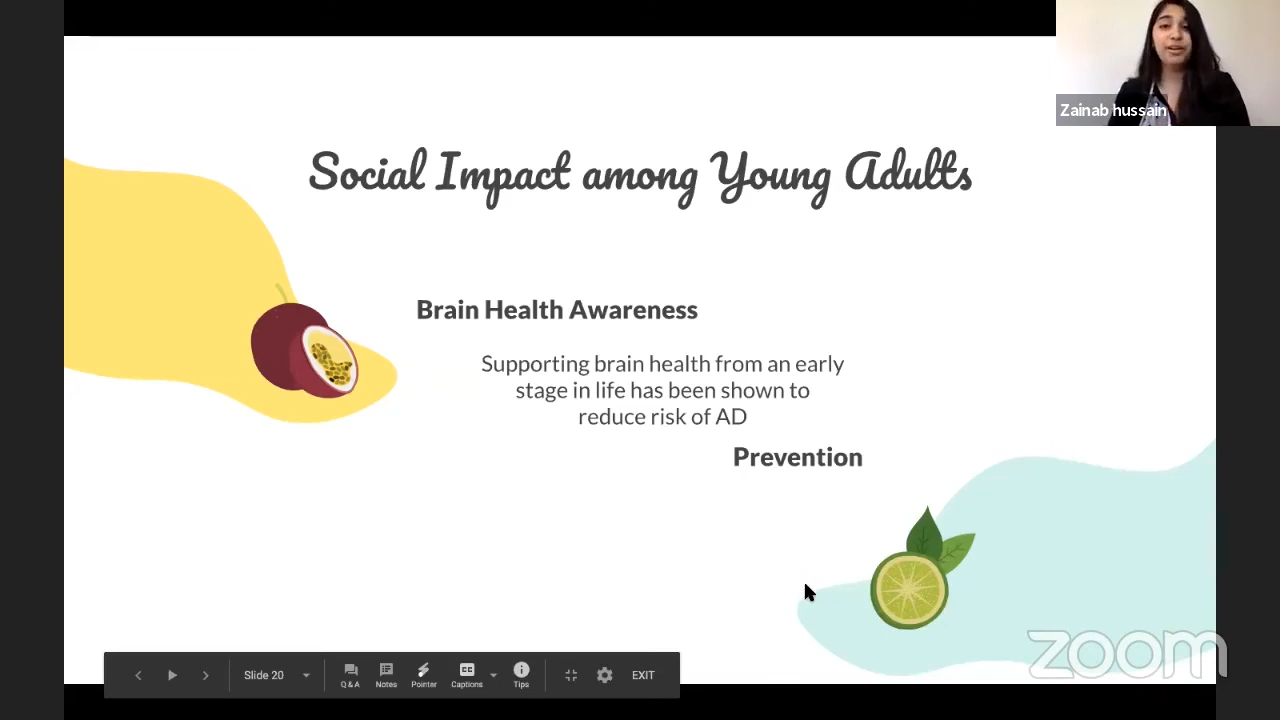 Zainab hussain
Social Impact among Young Adults
Brain Health Awareness
Supporting brain health from an early
stage in life has been shown to
reduce risk of AD
Prevention
zoom
Slide 20
Q & A
Notes
Pointer
CC
Captions
Tips
EXIT